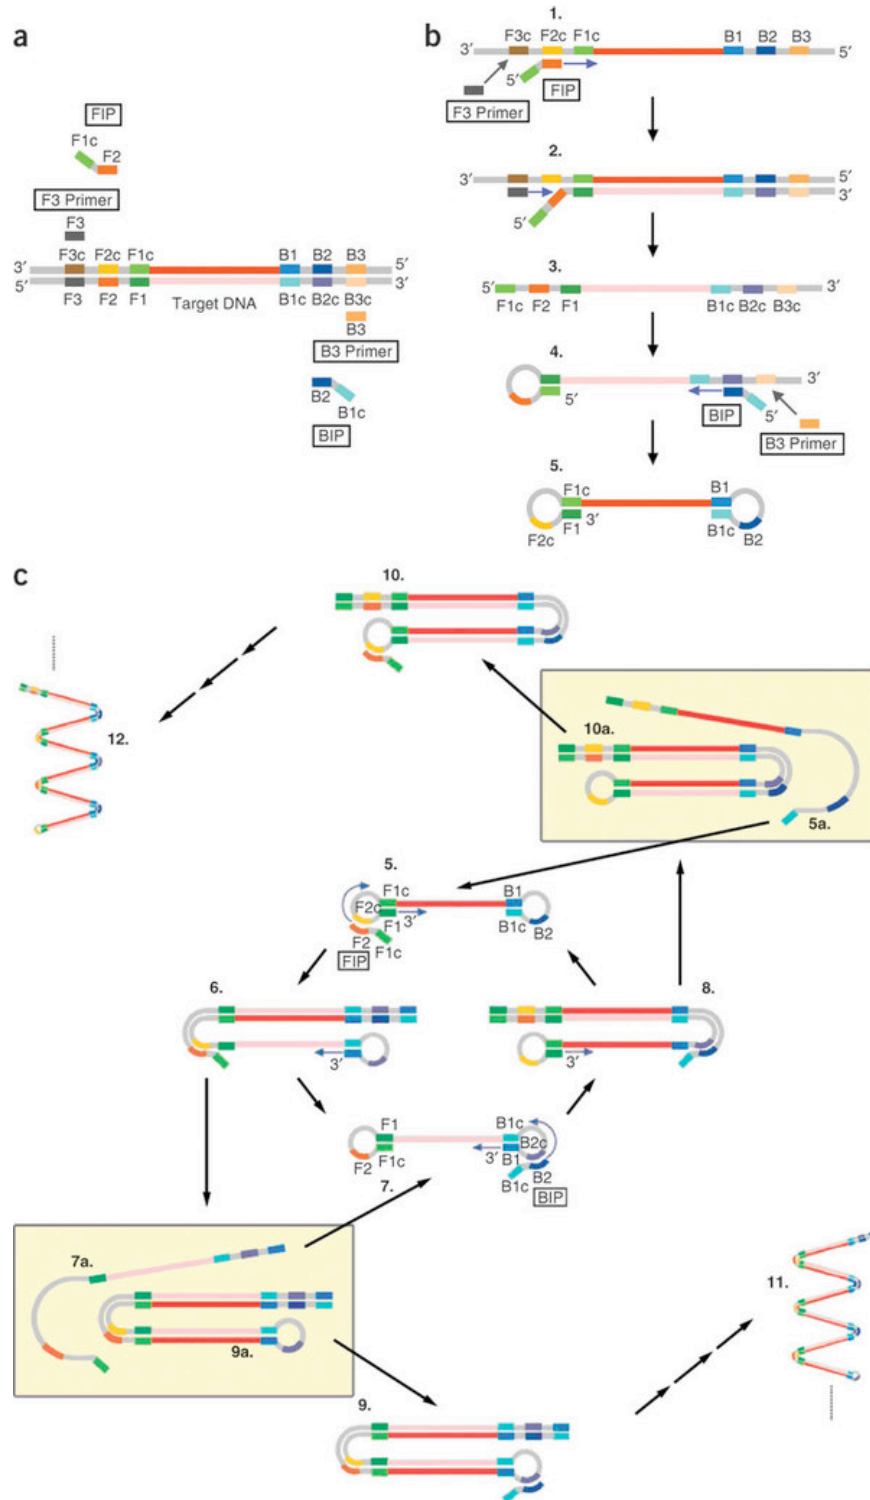 a
FIP
F1c
F2
F3 Primer
F3
F3c F2c F1c B1 B2 B3
3′ 5′
5′ 3′
F3 F2 F1 Target DNA B1c B2c B3c
B3
B3 Primer
B2
B1c
BIP
b
1.
F3c F2c F1c B1 B2 B3
3′ 5′
5′
F3 Primer FIP
2.
3′ 5′
3′
5′
3.
5′ 3′
F1c F2 F1 B1c B2c B3c
4.
3′
5′ BIP 5′
B3 Primer
5.
F1c B1
F2c F1 3′ B1c B2
c
10.
12.
10a.
5a.
5.
F1c B1
F2c
F1 3′ B1c B2
F2 F1c
FIP
6. 8.
3′ 3′
F1 B1c
B2c
F2 F1c 3′ B1
B1c B2
7. BIP
7a.
9a.
11.
9.